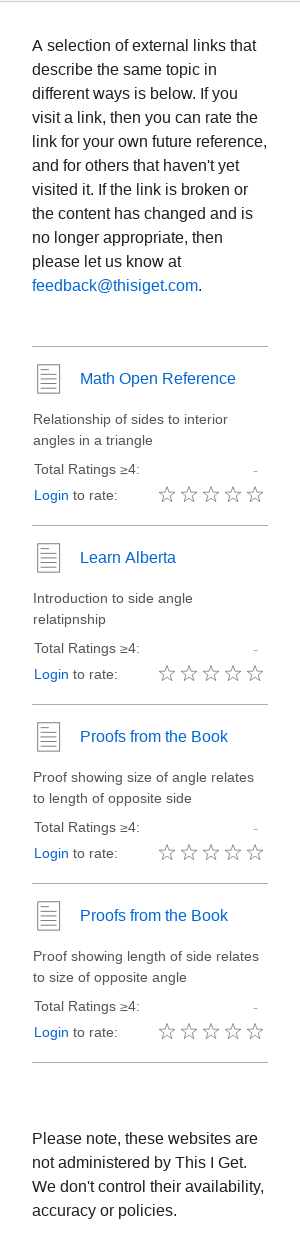 A selection of external links that
describe the same topic in
different ways is below. If you
visit a link, then you can rate the
link for your own future reference,
and for others that haven't yet
visited it. If the link is broken or
the content has changed and is
no longer appropriate, then
please let us know at
feedback@thisiget.com.
Math Open Reference
Relationship of sides to interior
angles in a triangle
Total Ratings ≥4: -
Login to rate:
Learn Alberta
Introduction to side angle
relatipnship
Total Ratings ≥4: -
Login to rate:
Proofs from the Book
Proof showing size of angle relates
to length of opposite side
Total Ratings ≥4: -
Login to rate:
Proofs from the Book
Proof showing length of side relates
to size of opposite angle
Total Ratings ≥4: -
Login to rate:
Please note, these websites are
not administered by This I Get.
We don't control their availability,
accuracy or policies.